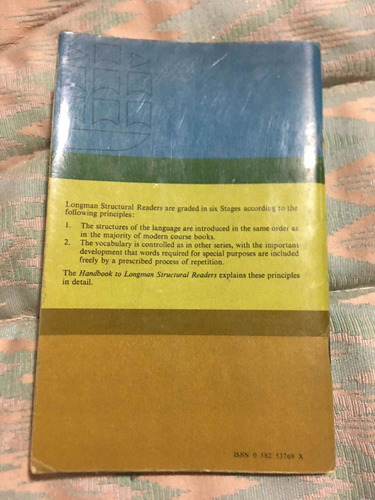 Longman Structural Readers are graded in six Stages according to the
following principles:
1. The structures of the language are introduced in the same order as
in the majority of modern course books.
2. The vocabulary is controlled as in other series, with the important
development that words required for special purposes are included
freely by a prescribed process of repetition.
The Handbook to Longman Structural Readers explains these principles
in detail.
ISBN 0 582 53769 X